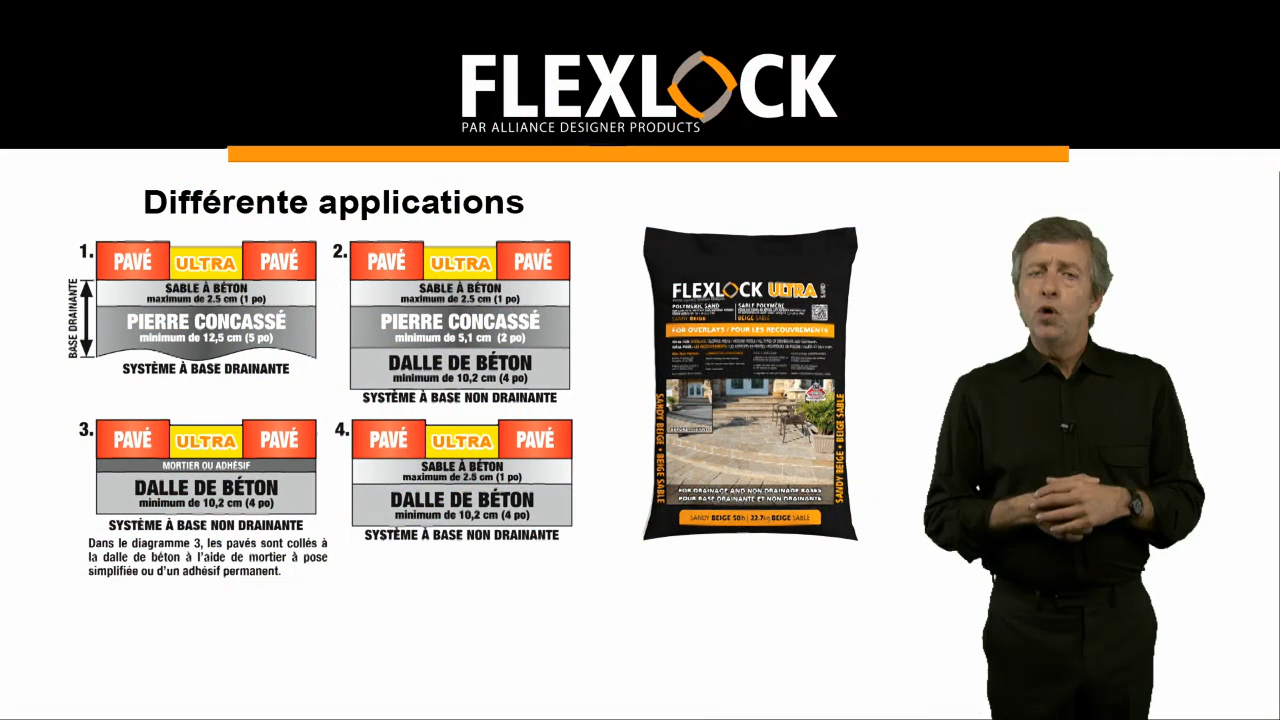 FLEXLOCK
PAR ALLIANCE DESIGNER PRODUCTS
Différente applications
1.
PAVÉ ULTRA PAVÉ
SABLE À BÉTON
maximum de 2.5 cm (1 po)
PIERRE CONCASSÉ
minimum de 12,5 cm (5 po)
BASE DRAINANTE
SYSTÈME À BASE DRAINANTE
2.
PAVÉ ULTRA PAVÉ
SABLE À BÉTON
maximum de 2.5 cm (1 po)
PIERRE CONCASSÉ
minimum de 5,1 cm (2 po)
DALLE DE BÉTON
minimum de 10,2 cm (4 po)
SYSTÈME À BASE NON DRAINANTE
3.
PAVÉ ULTRA PAVÉ
MORTIER OU ADHÉSIF
DALLE DE BÉTON
minimum de 10,2 cm (4 po)
SYSTÈME À BASE NON DRAINANTE
Dans le diagramme 3, les pavés sont collés à
la dalle de béton à l'aide de mortier à pose
simplifiée ou d'un adhésif permanent.
4.
PAVÉ ULTRA PAVÉ
SABLE À BÉTON
maximum de 2.5 cm (1 po)
DALLE DE BÉTON
minimum de 10,2 cm (4 po)
SYSTÈME À BASE NON DRAINANTE
FLEXLOCK ULTRA SAND
POLYMERIC SAND
SABLE POLYMÈRE
SANDY BEIGE
BEIGE SABLE
FOR OVERLAYS / POUR LES RECOUVREMENTS
SANDY BEIGE • BEIGE SABLE
SANDY BEIGE • BEIGE SABLE
FOR DRAINAGE AND NON DRAINAGE BASES
POUR BASE DRAINANTE ET NON DRAINANTE
SANDY BEIGE 50lb | 22.7kg BEIGE SABLE